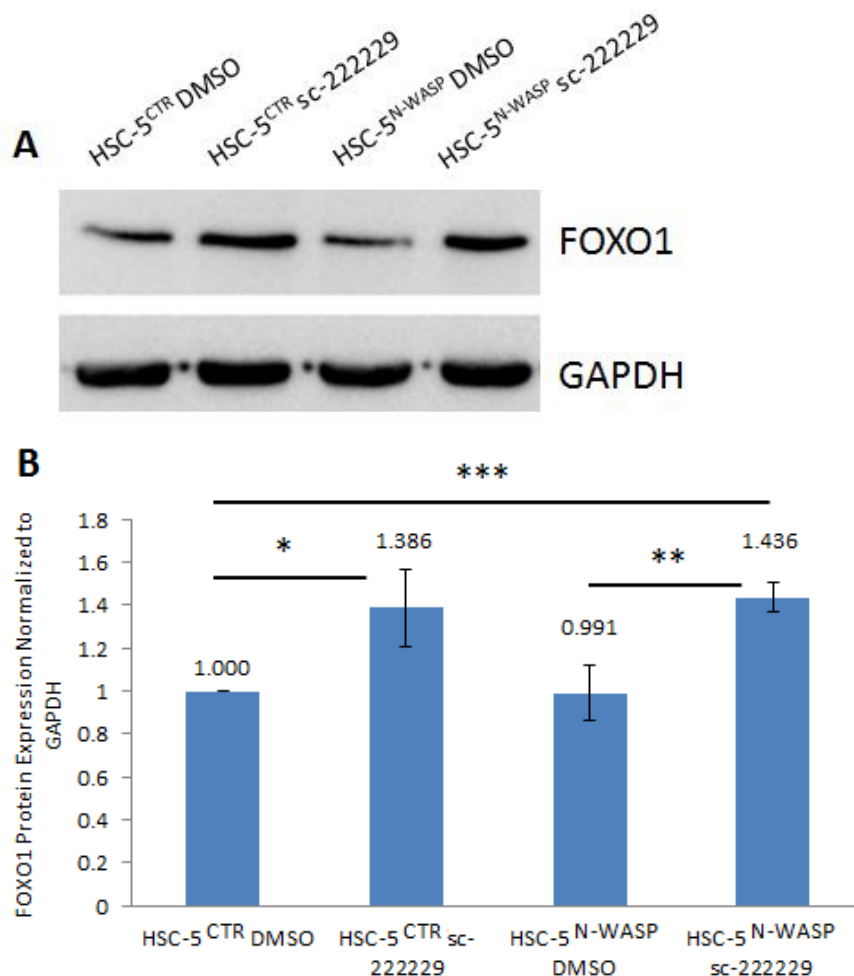 A
HSC-5CTR DMSO
HSC-5CTR sc-222229
HSC-5N-WASP DMSO
HSC-5N-WASP sc-222229
FOXO1
GAPDH
B
FOXO1 Protein Expression Normalized to
GAPDH
1.8
1.6
1.4
1.2
1
0.8
0.6
0.4
0.2
0
***
*
**
1.000
1.386
0.991
1.436
HSC-5 CTR DMSO
HSC-5 CTR sc-
222229
HSC-5 N-WASP
DMSO
HSC-5 N-WASP
sc-222229